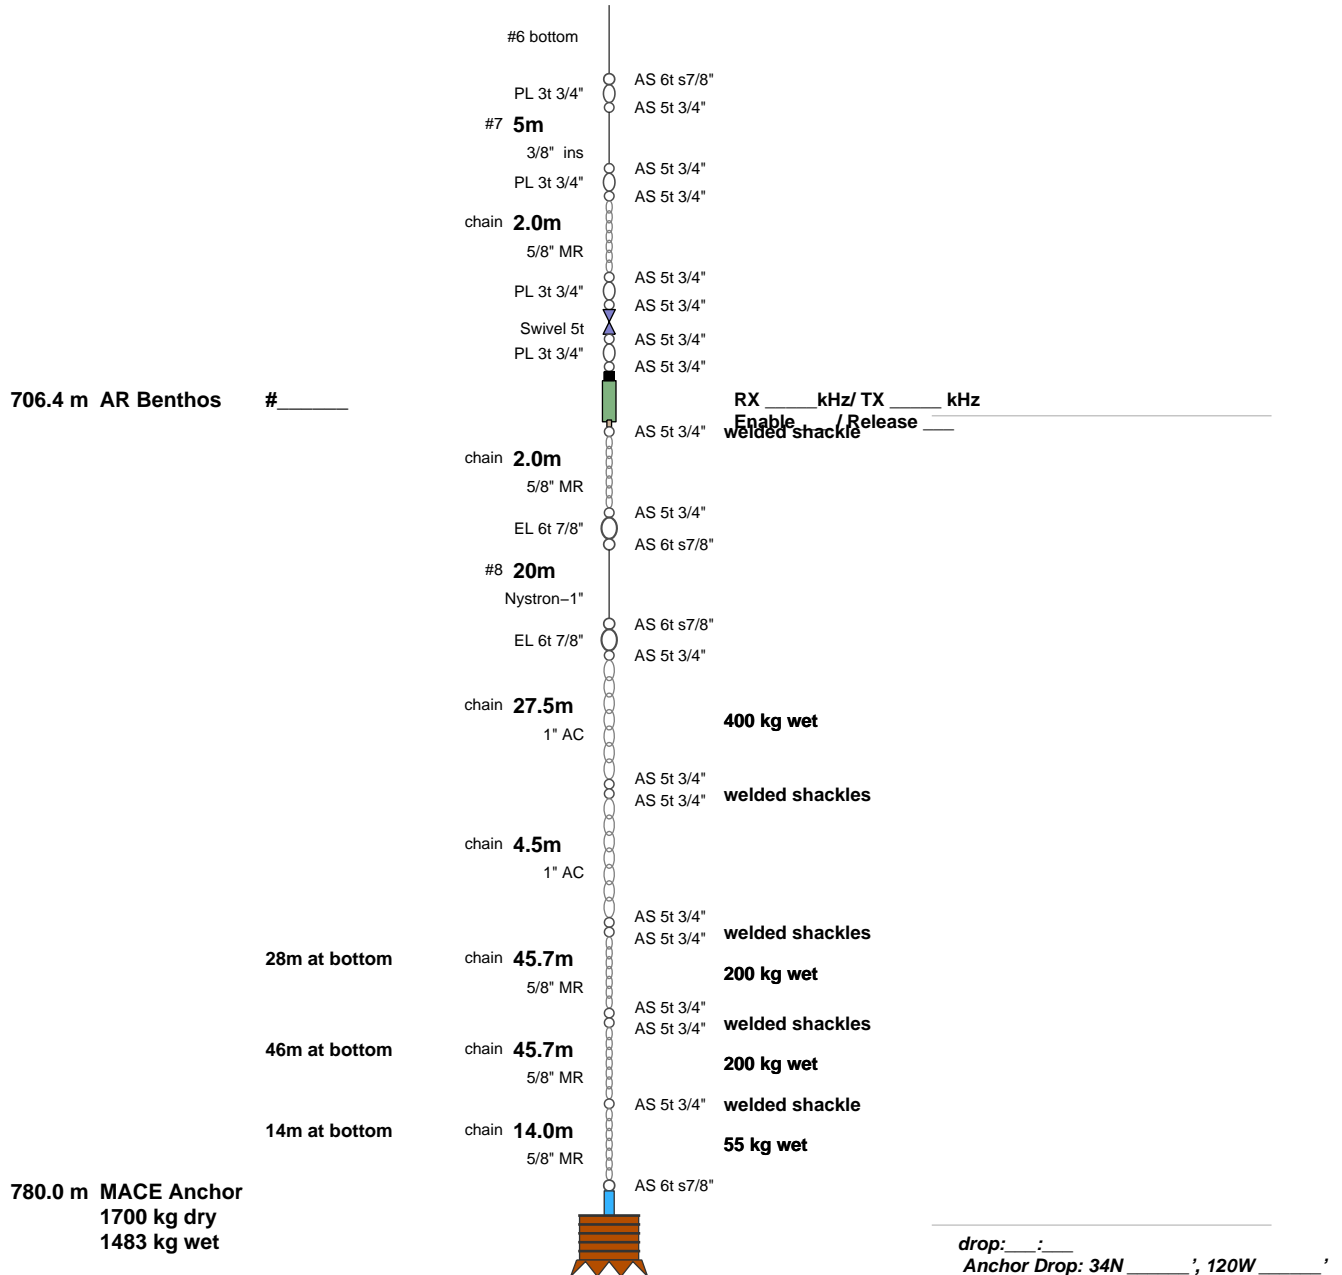 #6 bottom
AS 6t s7/8"
PL 3t 3/4"
AS 5t 3/4"
#7 5m
3/8" ins
AS 5t 3/4"
PL 3t 3/4"
AS 5t 3/4"
chain 2.0m
5/8" MR
AS 5t 3/4"
PL 3t 3/4"
AS 5t 3/4"
Swivel 5t
AS 5t 3/4"
PL 3t 3/4"
AS 5t 3/4"
706.4 m AR Benthos #______ RX _____kHz/ TX _____ kHz
Enable ___ / Release ___
AS 5t 3/4" welded shackle
chain 2.0m
5/8" MR
AS 5t 3/4"
EL 6t 7/8"
AS 6t s7/8"
#8 20m
Nystron−1"
AS 6t s7/8"
EL 6t 7/8"
AS 5t 3/4"
chain 27.5m
400 kg wet
1" AC
AS 5t 3/4"
welded shackles
AS 5t 3/4"
chain 4.5m
1" AC
AS 5t 3/4"
welded shackles
AS 5t 3/4"
28m at bottom chain 45.7m
200 kg wet
5/8" MR
AS 5t 3/4"
welded shackles
AS 5t 3/4"
46m at bottom chain 45.7m
200 kg wet
5/8" MR
AS 5t 3/4" welded shackle
14m at bottom chain 14.0m
55 kg wet
5/8" MR
AS 6t s7/8"
780.0 m MACE Anchor
1700 kg dry
1483 kg wet
drop:___:___
Anchor Drop: 34N ______', 120W ______'